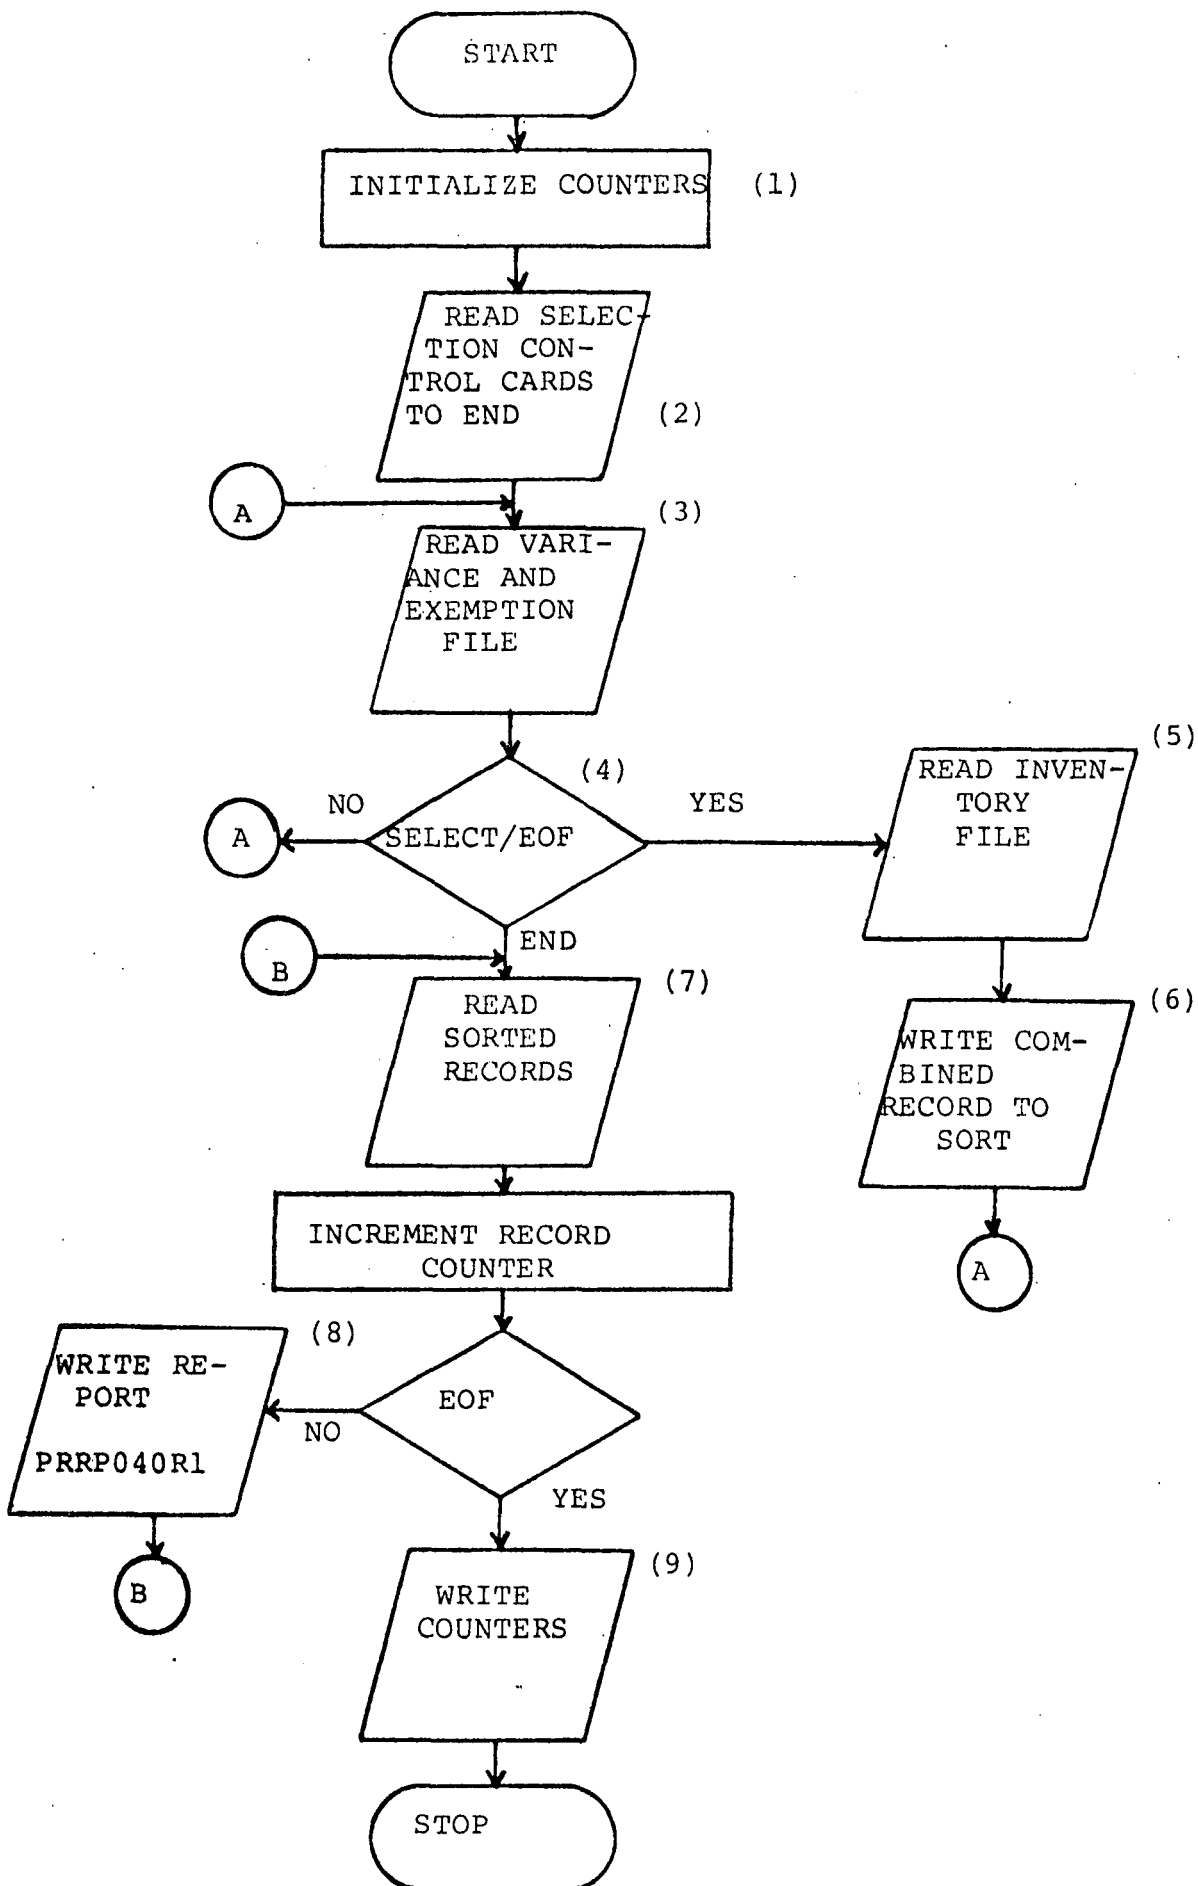 START
INITIALIZE COUNTERS (1)
READ SELEC-
TION CON-
TROL CARDS
TO END (2)
A
(3)
READ VARI-
ANCE AND
EXEMPTION
FILE
(4)
NO
YES
A
SELECT/EOF
END
(5)
READ INVEN-
TORY
FILE
(6)
WRITE COM-
BINED
RECORD TO
SORT
A
B
(7)
READ
SORTED
RECORDS
INCREMENT RECORD
COUNTER
(8)
WRITE RE-
PORT
PRRP040R1
NO
EOF
YES
B
(9)
WRITE
COUNTERS
STOP